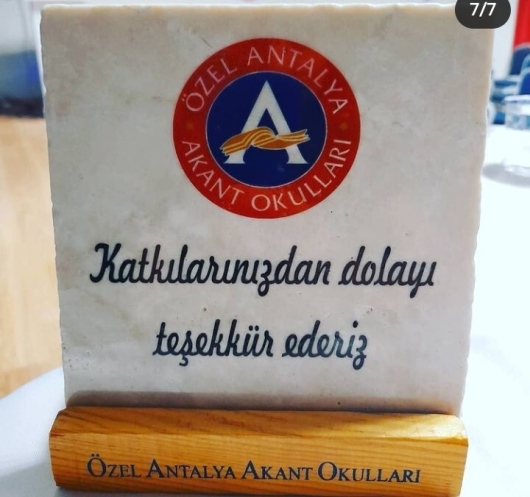 7/7
ÖZEL ANTALYA
AKANT OKULLARI
A
Katkılarınızdan dolayı
teşekkür ederiz
ÖZEL ANTALYA AKANT OKULLARI